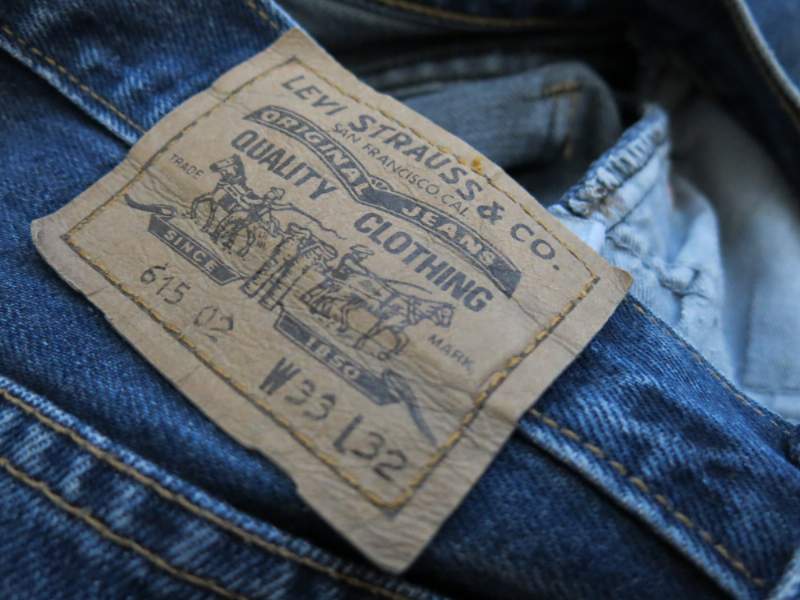 LEVI STRAUSS & CO.
SAN FRANCISCO.CAL
ORIGINAL JEANS
QUALITY CLOTHING
TRADE MARK
SINCE 1850
615 02
W33 L32